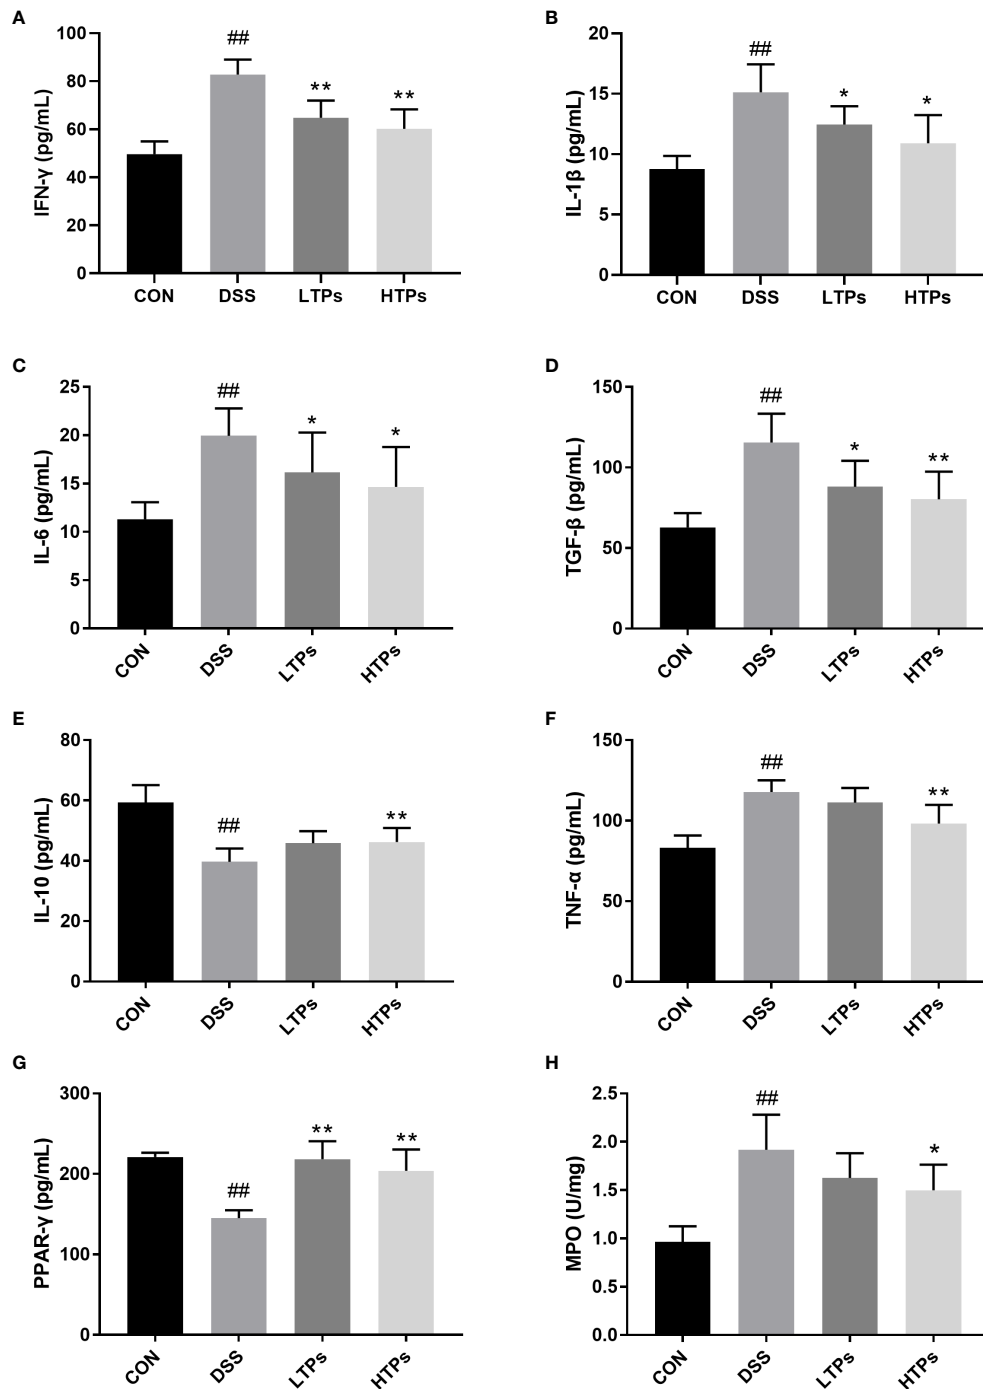 A
IFN-γ (pg/mL)
100
80
60
40
20
0
##
**
**
CON DSS LTPs HTPs
B
IL-1β (pg/mL)
20
15
10
5
0
##
*
*
CON DSS LTPs HTPs
C
IL-6 (pg/mL)
25
20
15
10
5
0
##
*
*
CON DSS LTPs HTPs
D
TGF-β (pg/mL)
150
100
50
0
##
*
**
CON DSS LTPs HTPs
E
IL-10 (pg/mL)
80
60
40
20
0
##
**
CON DSS LTPs HTPs
F
TNF-α (pg/mL)
150
100
50
0
##
**
CON DSS LTPs HTPs
G
PPAR-γ (pg/mL)
300
200
100
0
##
**
**
CON DSS LTPs HTPs
H
MPO (U/mg)
2.5
2.0
1.5
1.0
0.5
0.0
##
*
CON DSS LTPs HTPs